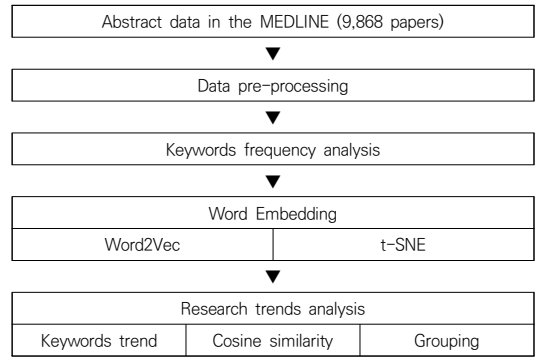 Abstract data in the MEDLINE (9,868 papers)
▼
Data pre-processing
▼
Keywords frequency analysis
▼
Word Embedding
Word2Vec
t-SNE
▼
Research trends analysis
Keywords trend
Cosine similarity
Grouping